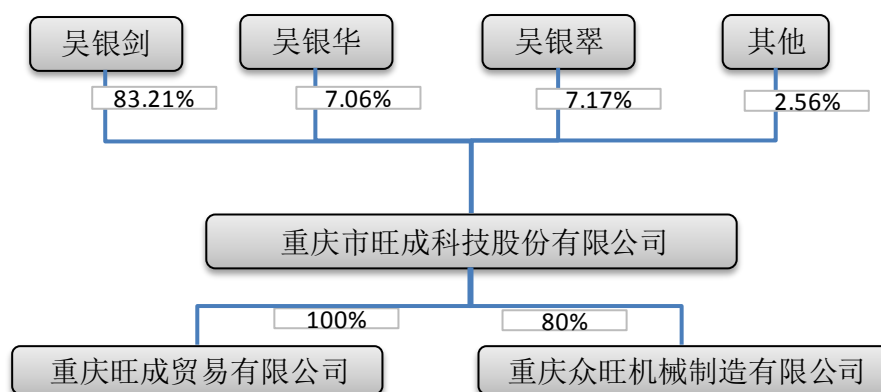 吴银剑
吴银华
吴银翠
其他
83.21%
7.06%
7.17%
2.56%
重庆市旺成科技股份有限公司
100%
80%
重庆旺成贸易有限公司
重庆众旺机械制造有限公司